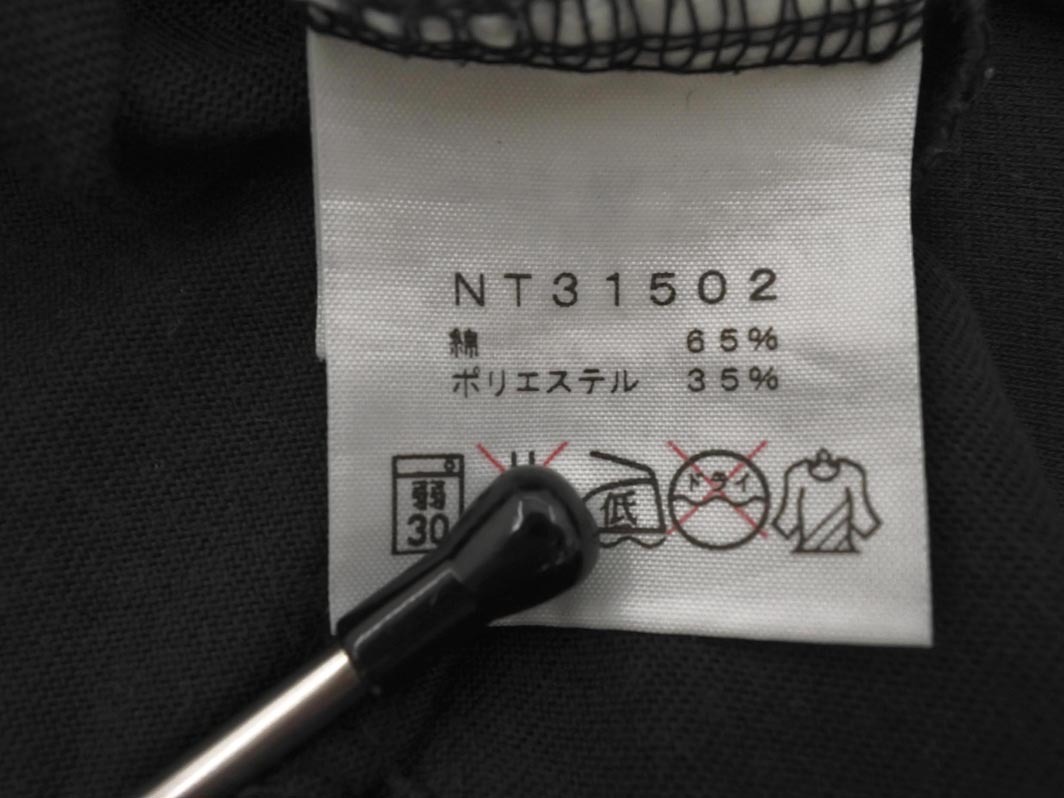 NT31502
綿 65%
ポリエステル 35%
弱 30 低 ドライ